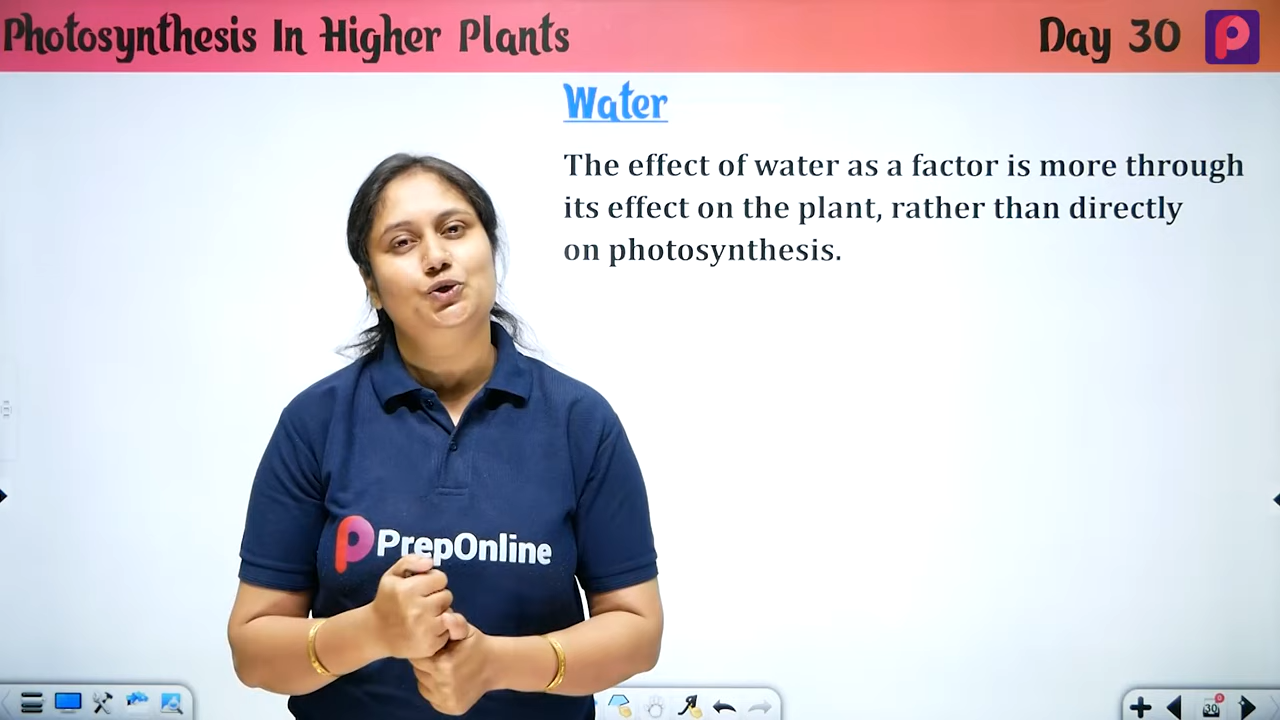 Photosynthesis In Higher Plants
Day 30
Water
The effect of water as a factor is more through
its effect on the plant, rather than directly
on photosynthesis.
PrepOnline
30